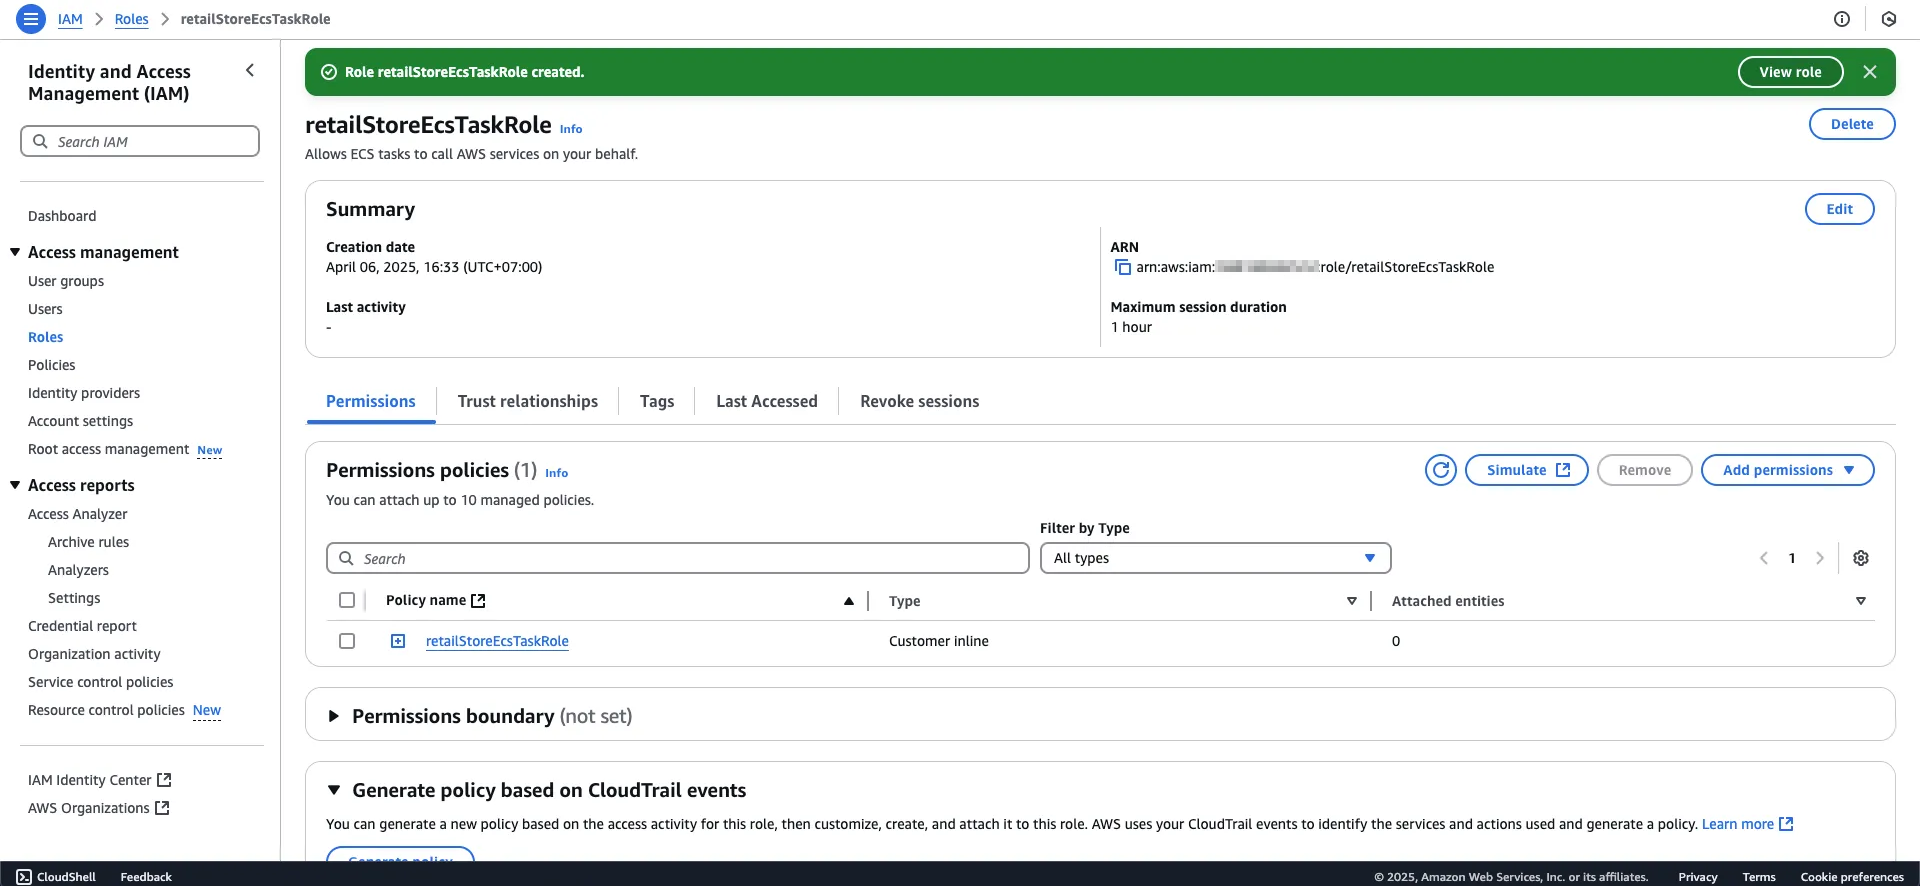 IAM > Roles > retailStoreEcsTaskRole
Identity and Access Management (IAM)
Search IAM
Dashboard
Access management
User groups
Users
Roles
Policies
Identity providers
Account settings
Root access management New
Access reports
Access Analyzer
Archive rules
Analyzers
Settings
Credential report
Organization activity
Service control policies
Resource control policies New
IAM Identity Center
AWS Organizations
Role retailStoreEcsTaskRole created.
View role
retailStoreEcsTaskRole Info
Delete
Allows ECS tasks to call AWS services on your behalf.
Summary
Edit
Creation date
April 06, 2025, 16:33 (UTC+07:00)
ARN
arn:aws:iam: :role/retailStoreEcsTaskRole
Last activity
-
Maximum session duration
1 hour
Permissions
Trust relationships
Tags
Last Accessed
Revoke sessions
Permissions policies (1) Info
Simulate
Remove
Add permissions
You can attach up to 10 managed policies.
Filter by Type
Search
All types
1
Policy name
Type
Attached entities
retailStoreEcsTaskRole
Customer inline
0
Permissions boundary (not set)
Generate policy based on CloudTrail events
You can generate a new policy based on the access activity for this role, then customize, create, and attach it to this role. AWS uses your CloudTrail events to identify the services and actions used and generate a policy. Learn more
Generate policy
CloudShell
Feedback
© 2025, Amazon Web Services, Inc. or its affiliates.
Privacy
Terms
Cookie preferences